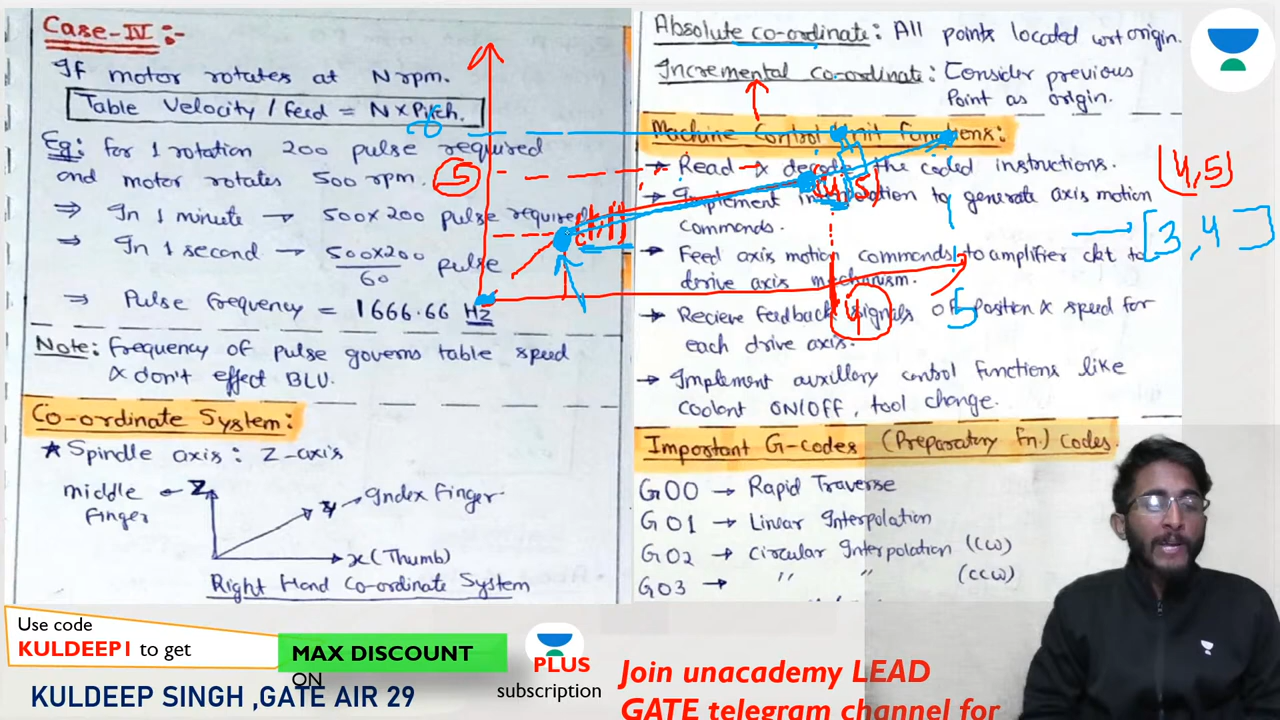 Case-IV:-
If motor rotates at N rpm.
Table Velocity / feed = N×Pitch.
Eg: for 1 rotation 200 pulse required
and motor rotates 500 rpm.
⇒ In 1 minute → 500×200 pulse required
⇒ In 1 second → 500×200/60 pulse
⇒ Pulse frequency = 1666.66 Hz
Note: frequency of pulse governs table speed
& don't effect BLU.
Co-ordinate System:
★ Spindle axis: Z-axis
middle finger ← Z
y → Index finger
x (Thumb)
Right Hand Co-ordinate System
6
5
(1,1)
(4,5)
4
5
Absolute co-ordinate: All points located wrt origin.
Incremental co-ordinate: Consider previous
Point as origin.
Machine Control Unit functions:
→ Read & decode the coded instructions.
→ Implement interpolation to generate axis motion
commands.
→ Feed axis motion commands to amplifier ckt to
drive axis mechanism.
→ Recieve feedback signals of position & speed for
each drive axis.
→ Implement auxillary control functions like
coolant ON/OFF, tool change.
(4,5)
→ [3,4]
Important G-codes (Preparatory Fn.) codes.
G00 → Rapid Traverse
G01 → Linear Interpolation
G02 → Circular Interpolation (CW)
G03 → " " (CCW)
Use code
KULDEEP1 to get
MAX DISCOUNT
ON
PLUS
subscription
KULDEEP SINGH ,GATE AIR 29
Join unacademy LEAD
GATE telegram channel for